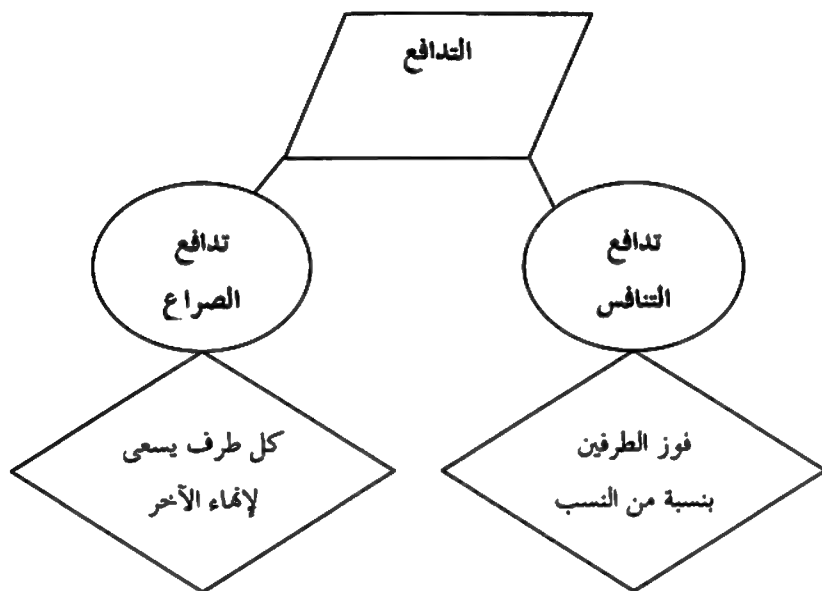 التدافع
تدافع
التنافس
تدافع
الصراع
فوز الطرفين
بنسبة من النسب
كل طرف يسعى
لإنهاء الآخر